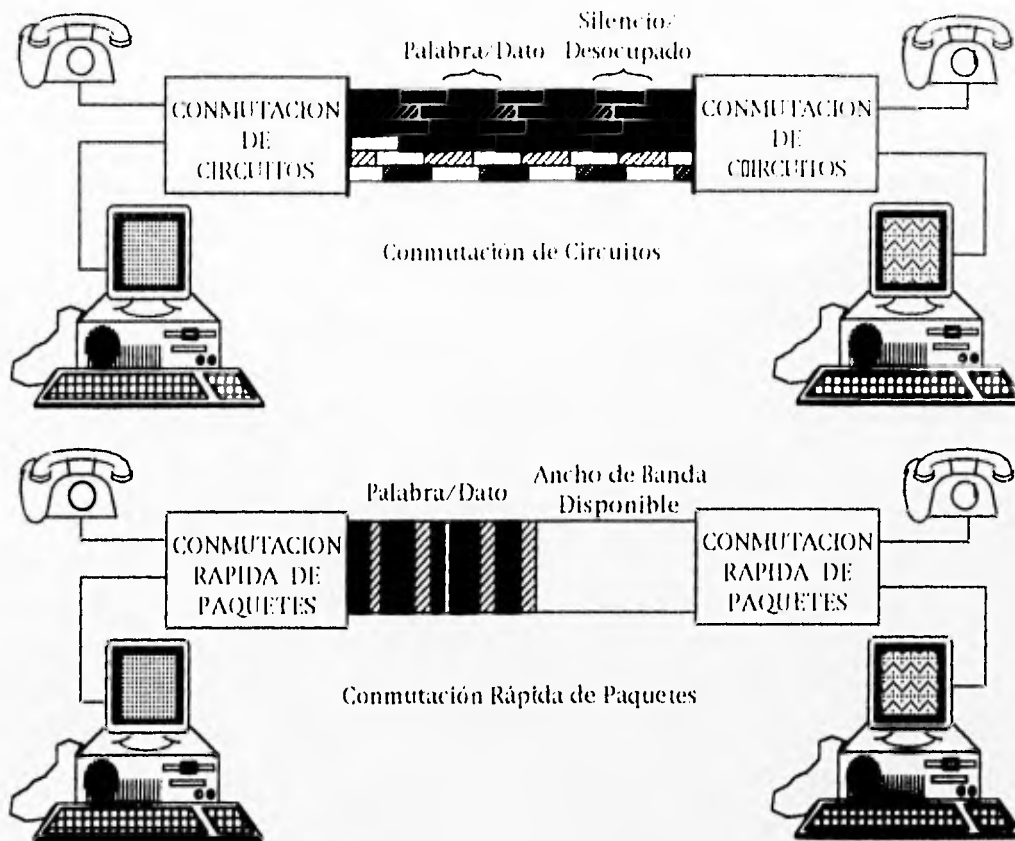 Silencio/
Palabra/Dato Desocupado
CONMUTACION
DE
CIRCUITOS
CONMUTACION
DE
CIRCUITOS
Conmutación de Circuitos
Palabra/Dato
Ancho de Banda
Disponible
CONMUTACION
RAPIDA DE
PAQUETES
CONMUTACION
RAPIDA DE
PAQUETES
Conmutación Rápida de Paquetes